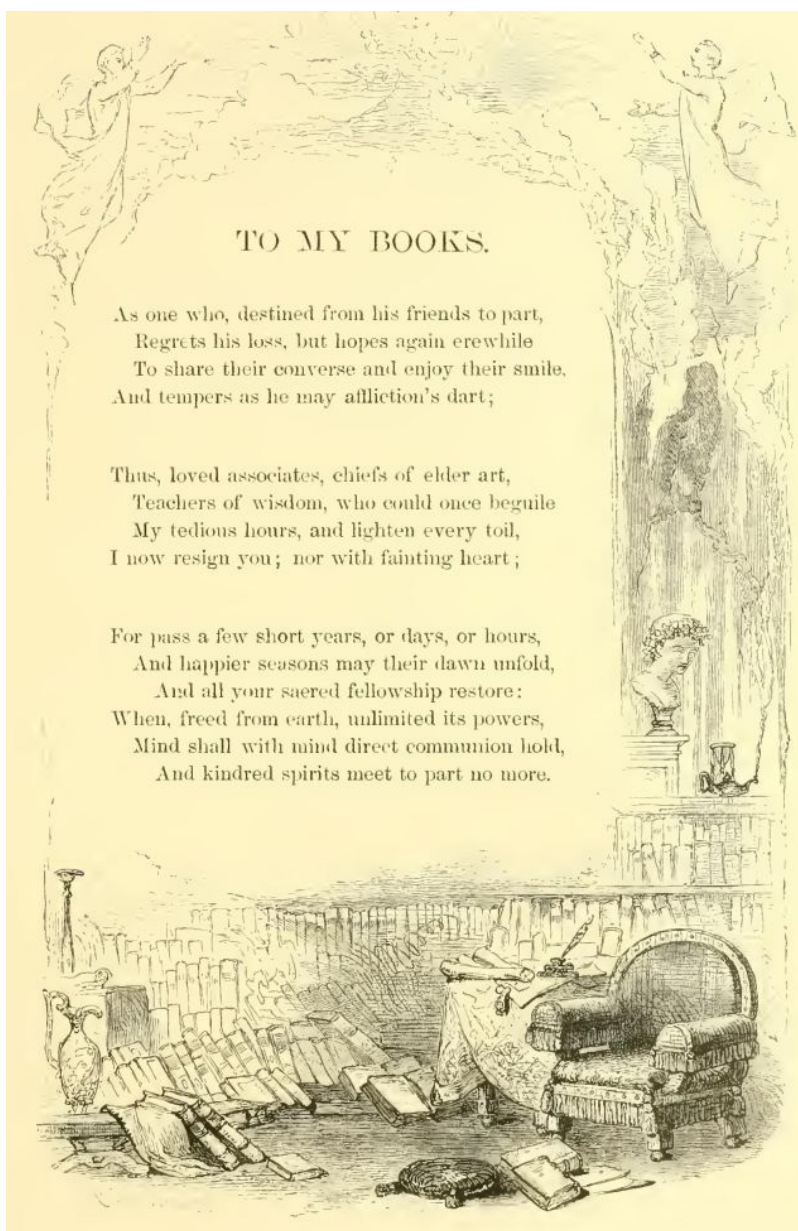 TO MY BOOKS.
As one who, destined from his friends to part,
Regrets his loss, but hopes again erewhile
To share their converse and enjoy their smile,
And tempers as he may affliction's dart;
Thus, loved associates, chiefs of elder art,
Teachers of wisdom, who could once beguile
My tedious hours, and lighten every toil,
I now resign you; nor with fainting heart;
For pass a few short years, or days, or hours,
And happier seasons may their dawn unfold,
And all your sacred fellowship restore:
When, freed from earth, unlimited its powers,
Mind shall with mind direct communion hold,
And kindred spirits meet to part no more.